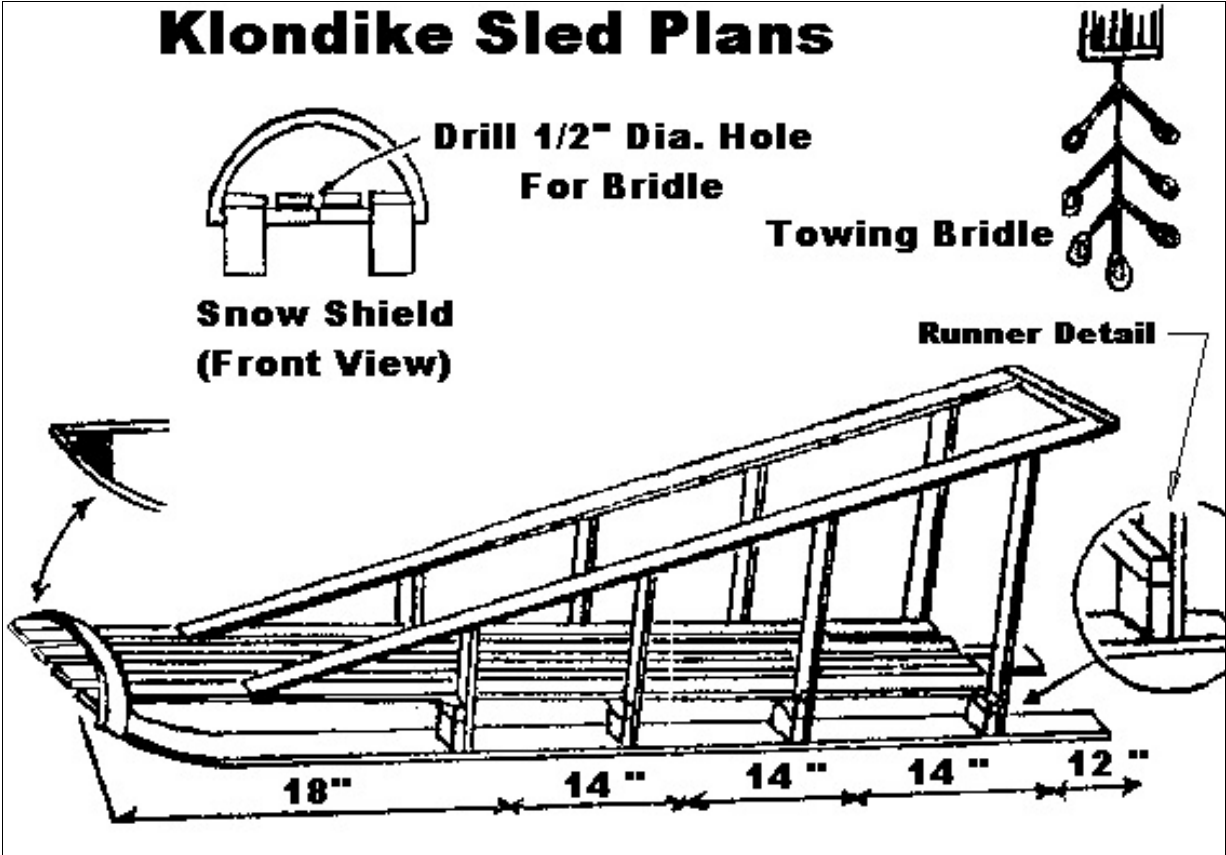 Klondike Sled Plans
Drill 1/2" Dia. Hole
For Bridle
Towing Bridle
Snow Shield
(Front View)
Runner Detail
18" 14 " 14 " 14 " 12 "